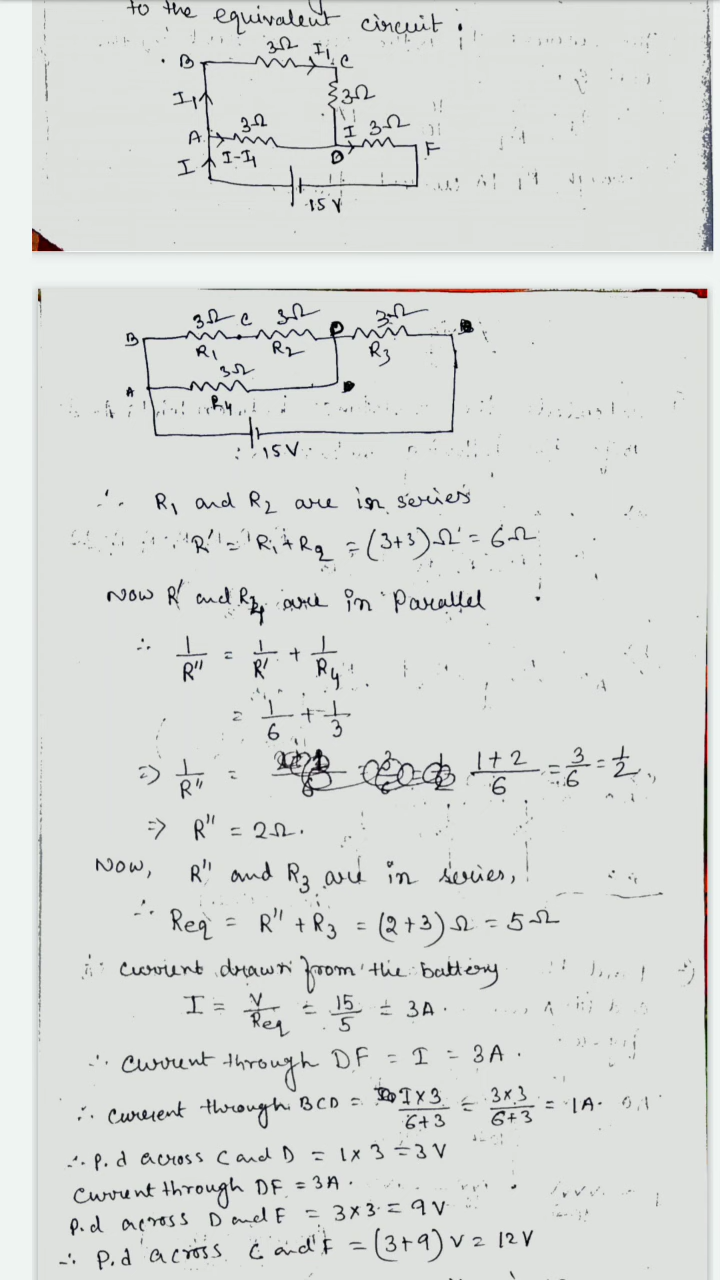 to the equivalent circuit.
B 3Ω I₁ C
I₁ 3Ω
A 3Ω I 3Ω
I I-I₁ D F
15 V
3Ω C 3Ω D 3Ω
B R₁ R₂ R₃
3Ω
A R₄
15V
∴ R₁ and R₂ are in series
R' = R₁+R₂ = (3+3)Ω = 6Ω
Now R' and R₄ are in Parallel
∴ 1/R'' = 1/R' + 1/R₄
= 1/6 + 1/3
=> 1/R'' = (1+2)/6 = 3/6 = 1/2
=> R'' = 2Ω.
Now, R'' and R₃ are in series,
∴ Req = R'' + R₃ = (2+3)Ω = 5Ω
∴ current drawn from the battery
I = V/Req = 15/5 = 3A.
∴ current through DF = I = 3A.
∴ current through BCD = (I×3)/(6+3) = (3×3)/(6+3) = 1A.
∴ P.d across C and D = 1×3 = 3V
Current through DF = 3A.
P.d across D and F = 3×3 = 9V
∴ P.d across C and F = (3+9)V = 12V